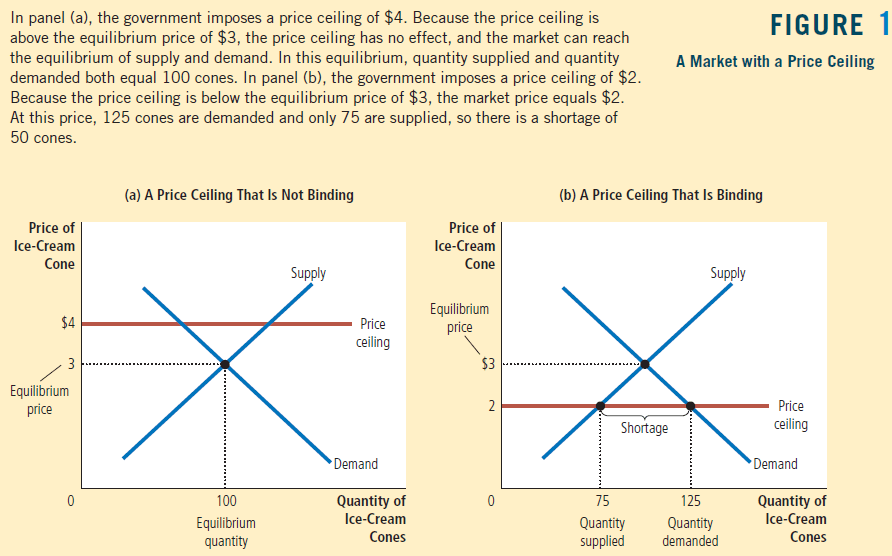 In panel (a), the government imposes a price ceiling of $4. Because the price ceiling is
above the equilibrium price of $3, the price ceiling has no effect, and the market can reach
the equilibrium of supply and demand. In this equilibrium, quantity supplied and quantity
demanded both equal 100 cones. In panel (b), the government imposes a price ceiling of $2.
Because the price ceiling is below the equilibrium price of $3, the market price equals $2.
At this price, 125 cones are demanded and only 75 are supplied, so there is a shortage of
50 cones.
FIGURE 1
A Market with a Price Ceiling
(a) A Price Ceiling That Is Not Binding
Price of
Ice-Cream
Cone
Supply
$4
Price
ceiling
3
Equilibrium
price
Demand
0
100
Equilibrium
quantity
Quantity of
Ice-Cream
Cones
(b) A Price Ceiling That Is Binding
Price of
Ice-Cream
Cone
Supply
Equilibrium
price
$3
2
Price
ceiling
Shortage
Demand
0
75
Quantity
supplied
125
Quantity
demanded
Quantity of
Ice-Cream
Cones